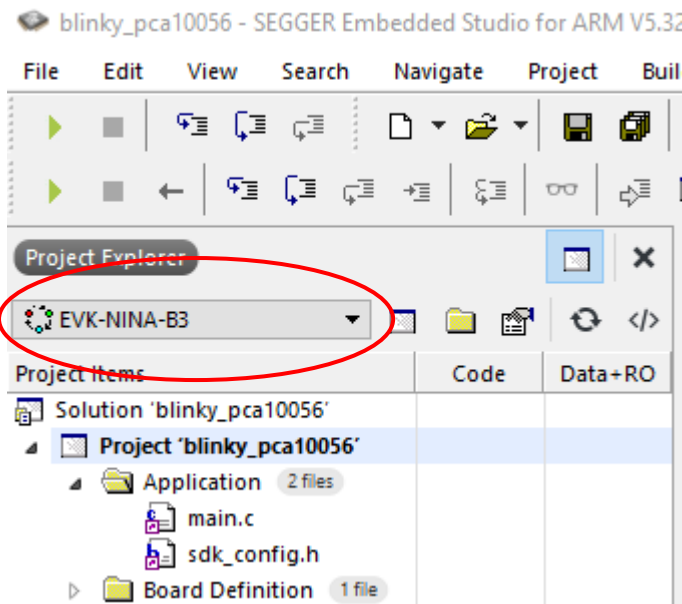 blinky_pca10056 - SEGGER Embedded Studio for ARM V5.32
File Edit View Search Navigate Project Buil
Project Explorer
EVK-NINA-B3
Project Items Code Data+RO
Solution 'blinky_pca10056'
Project 'blinky_pca10056'
Application 2 files
main.c
sdk_config.h
Board Definition 1 file